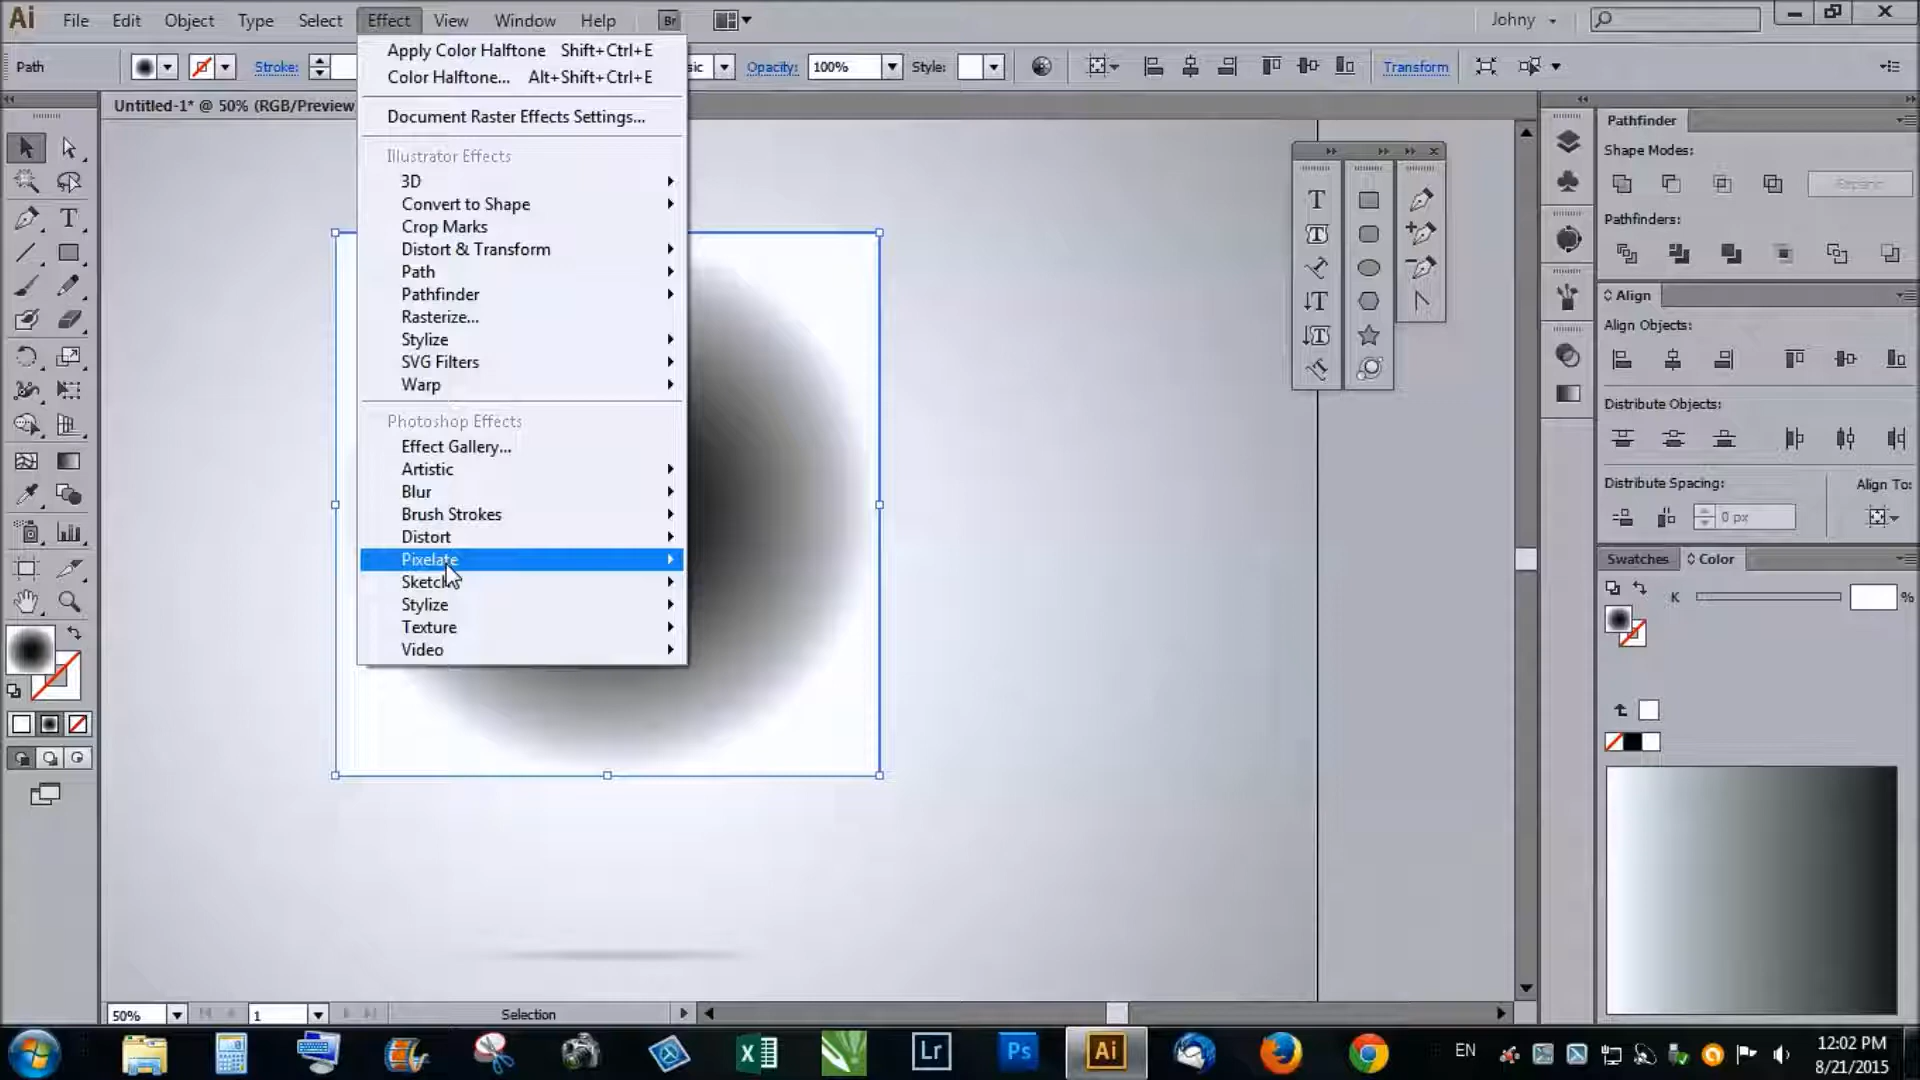 Ai File Edit Object Type Select Effect View Window Help Br Johny
Path Stroke: sic Opacity: 100% Style: Transform
Untitled-1* @ 50% (RGB/Preview
Apply Color Halftone Shift+Ctrl+E
Color Halftone... Alt+Shift+Ctrl+E
Document Raster Effects Settings...
Illustrator Effects
3D
Convert to Shape
Crop Marks
Distort & Transform
Path
Pathfinder
Rasterize...
Stylize
SVG Filters
Warp
Photoshop Effects
Effect Gallery...
Artistic
Blur
Brush Strokes
Distort
Pixelate
Sketch
Stylize
Texture
Video
Pathfinder
Shape Modes:
Expand
Pathfinders:
Align
Align Objects:
Distribute Objects:
Distribute Spacing: Align To:
0 px
Swatches Color
K %
50% 1 Selection
Lr Ps Ai EN 12:02 PM
8/21/2015